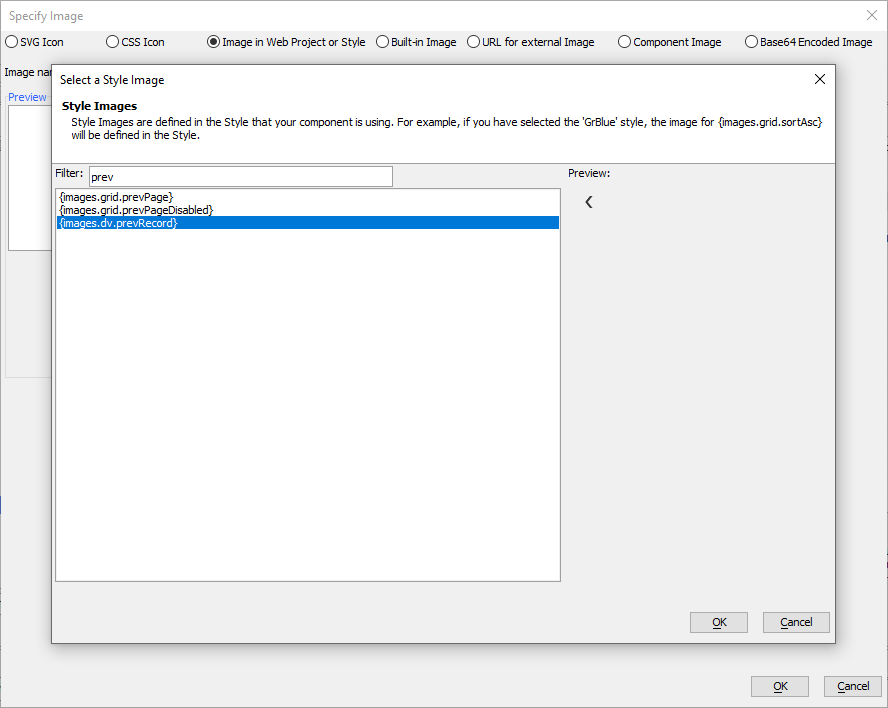 Specify Image
SVG Icon CSS Icon Image in Web Project or Style Built-in Image URL for external Image Component Image Base64 Encoded Image
Image
Select a Style Image
Preview
Style Images
Style Images are defined in the Style that your component is using. For example, if you have selected the 'GrBlue' style, the image for {images.grid.sortAsc}
will be defined in the Style.
Filter: prev Preview:
{images.grid.prevPage}
{images.grid.prevPageDisabled}
{images.dv.prevRecord}
OK Cancel
OK Cancel